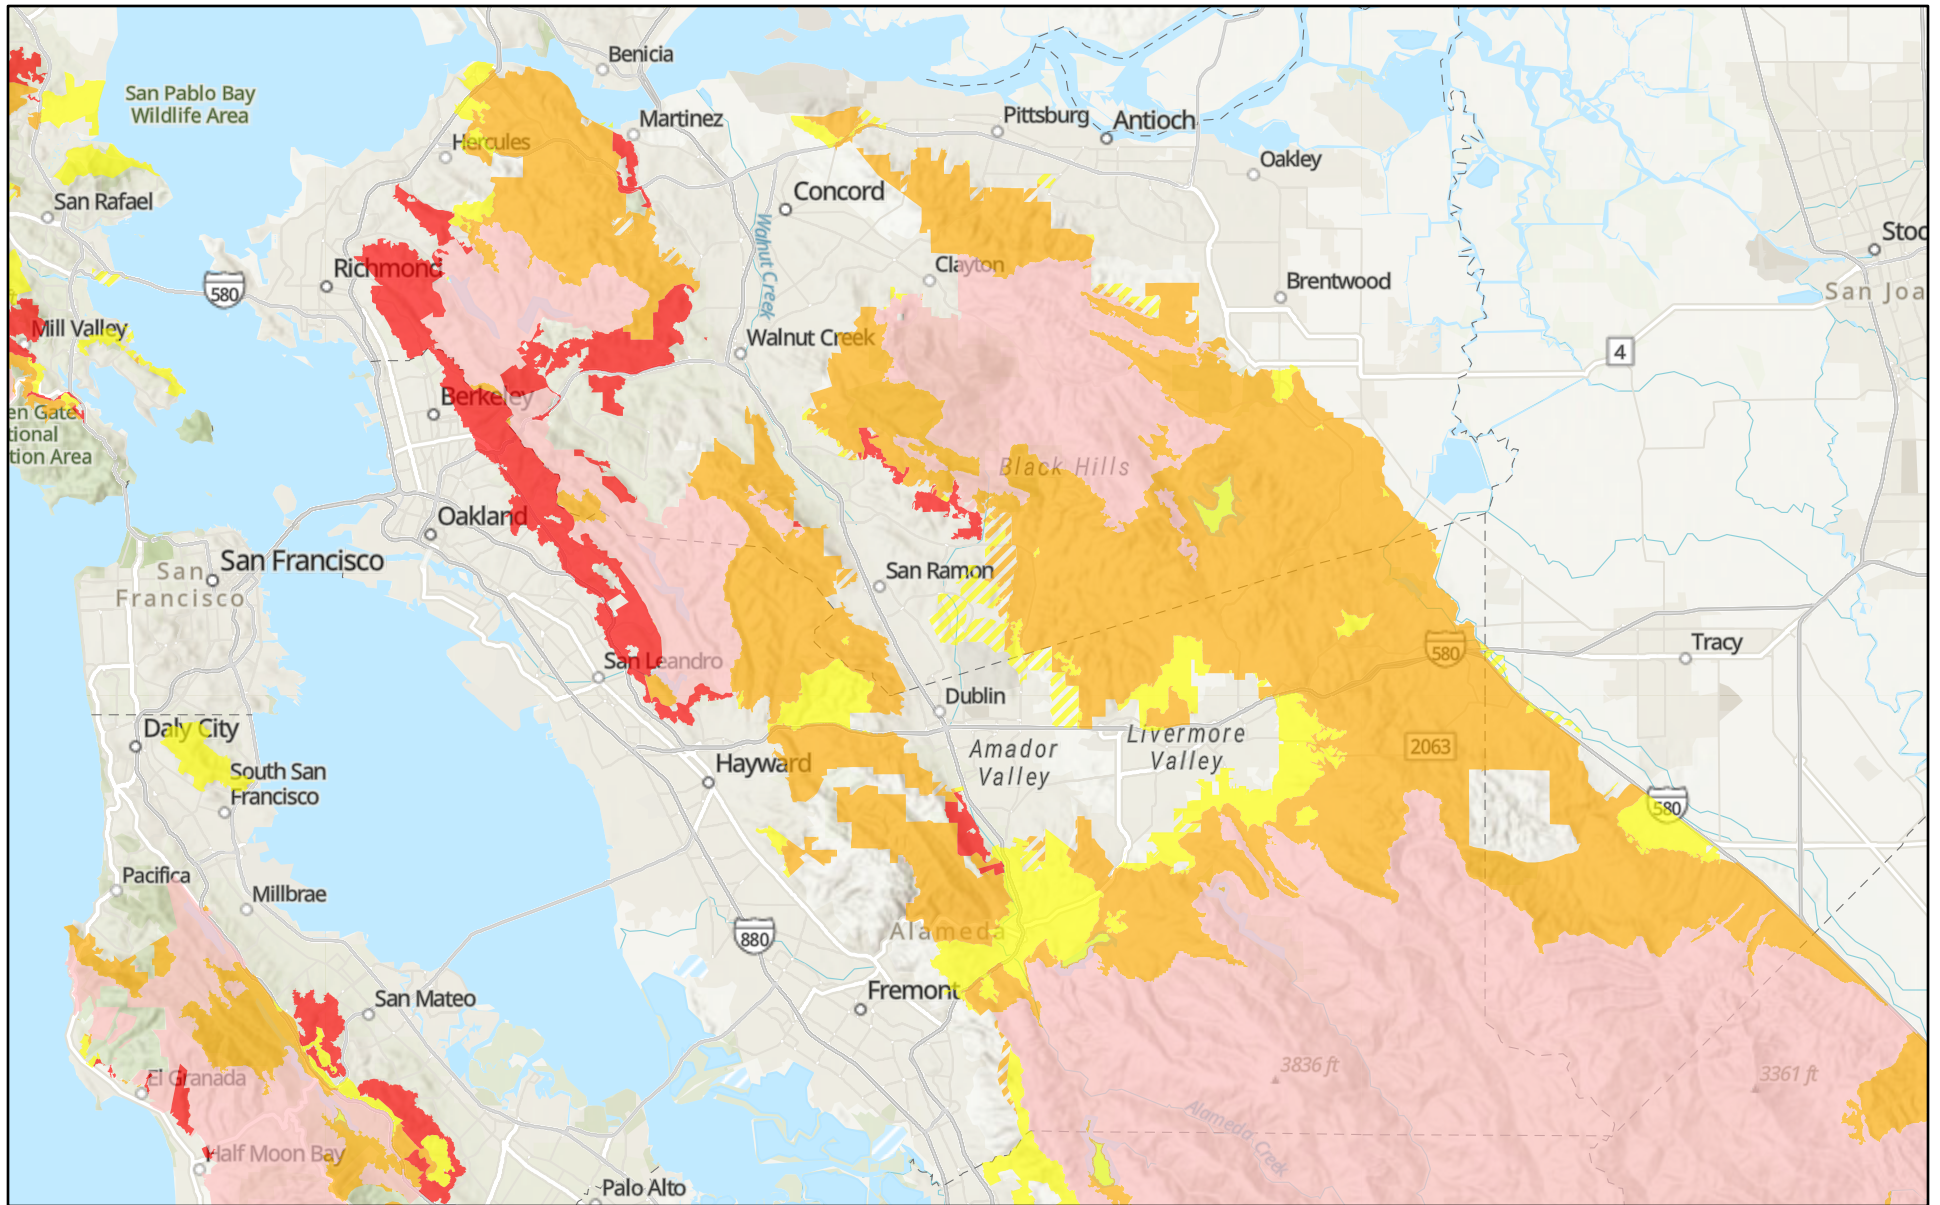 Benicia
San Pablo Bay
Wildlife Area
Martinez
Pittsburg
Antioch
Hercules
Oakley
San Rafael
Concord
Walnut Creek
Stoc
Richmond
Clayton
580
Brentwood
San Joa
Mill Valley
Walnut Creek
4
Berkeley
en Gate
tional
tion Area
Black Hills
Oakland
San Francisco
San
Francisco
San Ramon
San Leandro
580
Tracy
Dublin
Daly City
Livermore
Valley
Amador
Valley
2063
Hayward
South San
Francisco
580
Pacifica
Millbrae
Alameda
880
San Mateo
Fremont
3836 ft
3361 ft
El Granada
Alameda Creek
Half Moon Bay
Palo Alto